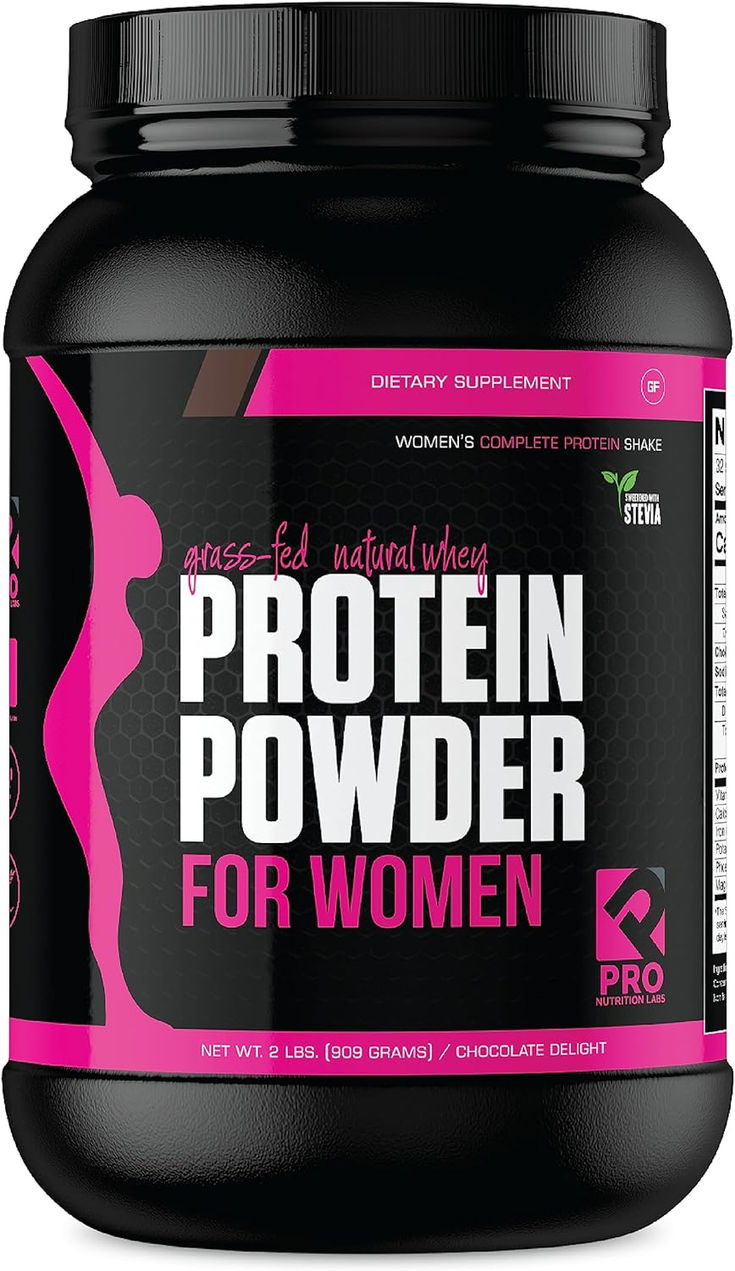 DIETARY SUPPLEMENT
GF
WOMEN'S COMPLETE PROTEIN SHAKE
SWEETENED WITH
STEVIA
grass-fed natural whey
PROTEIN
POWDER
FOR WOMEN
PRO
NUTRITION LABS
NET WT. 2 LBS. (909 GRAMS) / CHOCOLATE DELIGHT